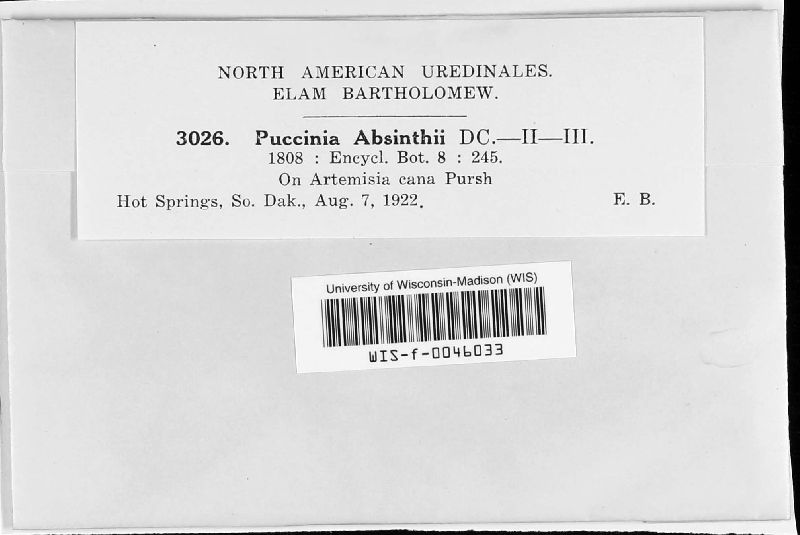 NORTH AMERICAN UREDINALES.
ELAM BARTHOLOMEW.
3026. Puccinia Absinthii DC.—II—III.
1808 : Encycl. Bot. 8 : 245.
On Artemisia cana Pursh
Hot Springs, So. Dak., Aug. 7, 1922. E. B.
University of Wisconsin-Madison (WIS)
WIS-f-0046033